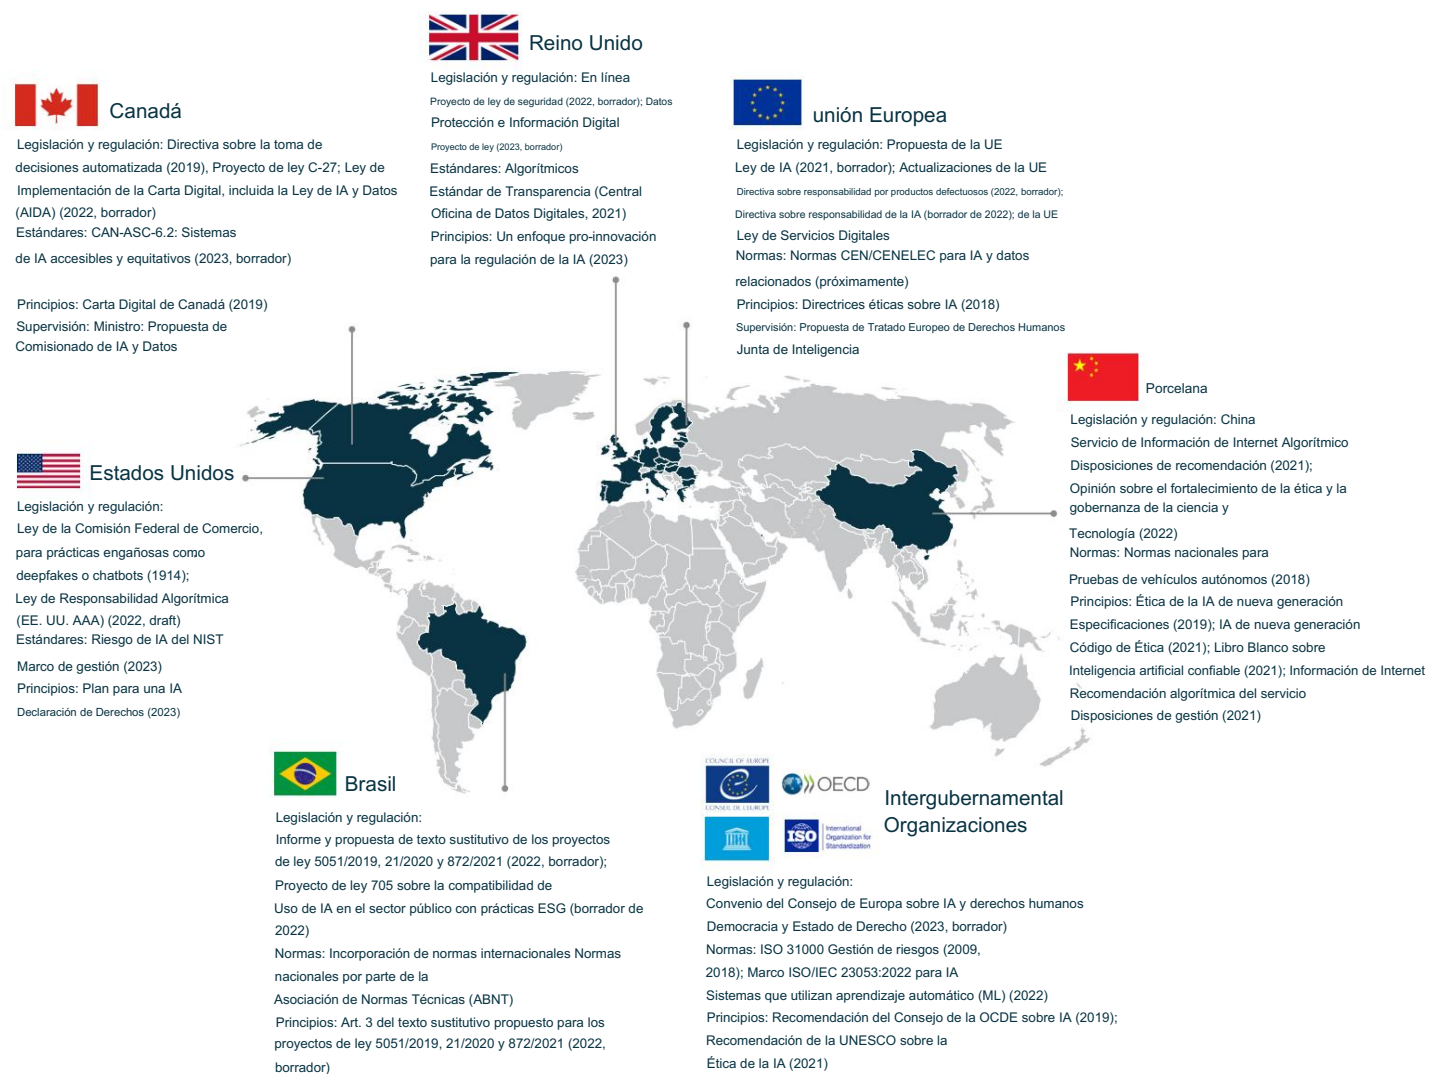 Reino Unido
Legislación y regulación: En línea
Proyecto de ley de seguridad (2022, borrador); Datos
Protección e Información Digital
Proyecto de ley (2023, borrador)
Estándares: Algorítmicos
Estándar de Transparencia (Central
Oficina de Datos Digitales, 2021)
Principios: Un enfoque pro-innovación
para la regulación de la IA (2023)
Canadá
Legislación y regulación: Directiva sobre la toma de
decisiones automatizada (2019), Proyecto de ley C-27; Ley de
Implementación de la Carta Digital, incluida la Ley de IA y Datos
(AIDA) (2022, borrador)
Estándares: CAN-ASC-6.2: Sistemas
de IA accesibles y equitativos (2023, borrador)
Principios: Carta Digital de Canadá (2019)
Supervisión: Ministro: Propuesta de
Comisionado de IA y Datos
unión Europea
Legislación y regulación: Propuesta de la UE
Ley de IA (2021, borrador); Actualizaciones de la UE
Directiva sobre responsabilidad por productos defectuosos (2022, borrador);
Directiva sobre responsabilidad de la IA (borrador de 2022); de la UE
Ley de Servicios Digitales
Normas: Normas CEN/CENELEC para IA y datos
relacionados (próximamente)
Principios: Directrices éticas sobre IA (2018)
Supervisión: Propuesta de Tratado Europeo de Derechos Humanos
Junta de Inteligencia
Porcelana
Legislación y regulación: China
Servicio de Información de Internet Algorítmico
Disposiciones de recomendación (2021);
Opinión sobre el fortalecimiento de la ética y la
gobernanza de la ciencia y
Tecnología (2022)
Normas: Normas nacionales para
Pruebas de vehículos autónomos (2018)
Principios: Ética de la IA de nueva generación
Especificaciones (2019); IA de nueva generación
Código de Ética (2021); Libro Blanco sobre
Inteligencia artificial confiable (2021); Información de Internet
Recomendación algorítmica del servicio
Disposiciones de gestión (2021)
Estados Unidos
Legislación y regulación:
Ley de la Comisión Federal de Comercio,
para prácticas engañosas como
deepfakes o chatbots (1914);
Ley de Responsabilidad Algorítmica
(EE. UU. AAA) (2022, draft)
Estándares: Riesgo de IA del NIST
Marco de gestión (2023)
Principios: Plan para una IA
Declaración de Derechos (2023)
Brasil
Legislación y regulación:
Informe y propuesta de texto sustitutivo de los proyectos
de ley 5051/2019, 21/2020 y 872/2021 (2022, borrador);
Proyecto de ley 705 sobre la compatibilidad de
Uso de IA en el sector público con prácticas ESG (borrador de
2022)
Normas: Incorporación de normas internacionales Normas
nacionales por parte de la
Asociación de Normas Técnicas (ABNT)
Principios: Art. 3 del texto sustitutivo propuesto para los
proyectos de ley 5051/2019, 21/2020 y 872/2021 (2022,
borrador)
COUNCIL OF EUROPE
CONSEIL DE L'EUROPE
OECD
ISO
International
Organization for
Standardization
Intergubernamental
Organizaciones
Legislación y regulación:
Convenio del Consejo de Europa sobre IA y derechos humanos
Democracia y Estado de Derecho (2023, borrador)
Normas: ISO 31000 Gestión de riesgos (2009,
2018); Marco ISO/IEC 23053:2022 para IA
Sistemas que utilizan aprendizaje automático (ML) (2022)
Principios: Recomendación del Consejo de la OCDE sobre IA (2019);
Recomendación de la UNESCO sobre la
Ética de la IA (2021)